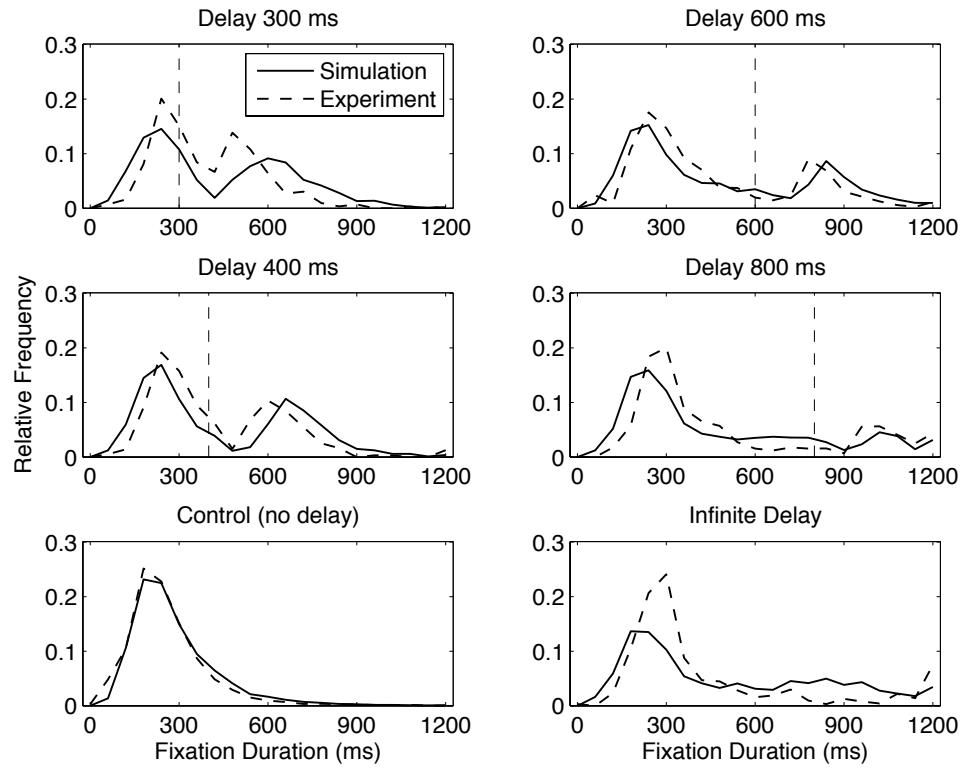 Delay 300 ms
0.3
0.2
0.1
0
0 300 600 900 1200
Simulation
Experiment
Delay 600 ms
0.3
0.2
0.1
0
0 300 600 900 1200
Relative Frequency
Delay 400 ms
0.3
0.2
0.1
0
0 300 600 900 1200
Delay 800 ms
0.3
0.2
0.1
0
0 300 600 900 1200
Control (no delay)
0.3
0.2
0.1
0
0 300 600 900 1200
Fixation Duration (ms)
Infinite Delay
0.3
0.2
0.1
0
0 300 600 900 1200
Fixation Duration (ms)